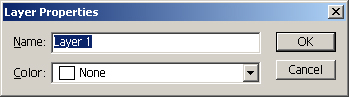 Layer Properties
Name: Layer 1 OK
Color: None Cancel